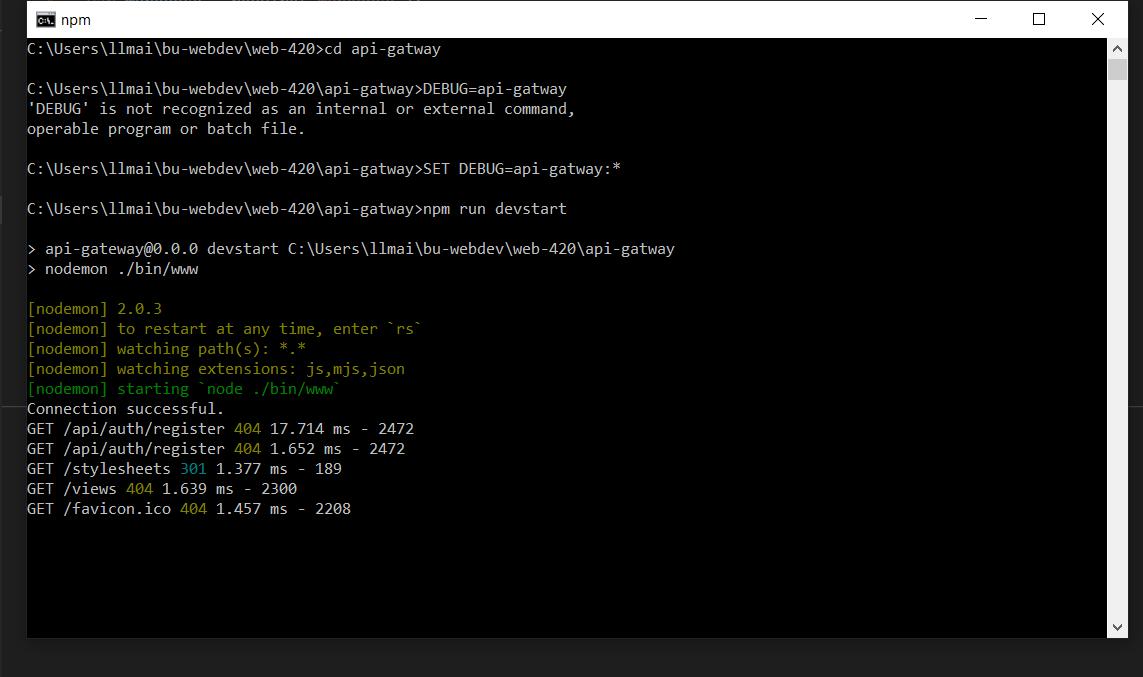 npm
C:\Users\llmai\bu-webdev\web-420>cd api-gatway
C:\Users\llmai\bu-webdev\web-420\api-gatway>DEBUG=api-gatway
'DEBUG' is not recognized as an internal or external command,
operable program or batch file.
C:\Users\llmai\bu-webdev\web-420\api-gatway>SET DEBUG=api-gatway:*
C:\Users\llmai\bu-webdev\web-420\api-gatway>npm run devstart
> api-gateway@0.0.0 devstart C:\Users\llmai\bu-webdev\web-420\api-gatway
> nodemon ./bin/www
[nodemon] 2.0.3
[nodemon] to restart at any time, enter `rs`
[nodemon] watching path(s): *.*
[nodemon] watching extensions: js,mjs,json
[nodemon] starting `node ./bin/www`
Connection successful.
GET /api/auth/register 404 17.714 ms - 2472
GET /api/auth/register 404 1.652 ms - 2472
GET /stylesheets 301 1.377 ms - 189
GET /views 404 1.639 ms - 2300
GET /favicon.ico 404 1.457 ms - 2208